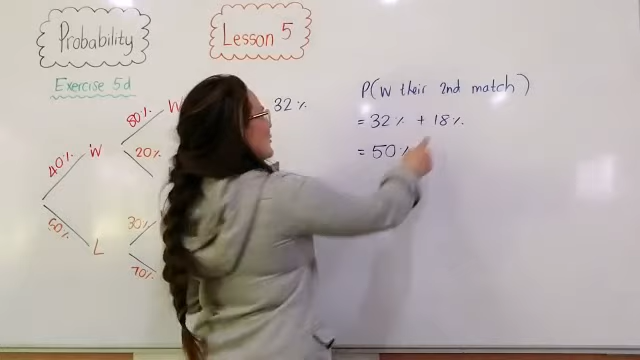 Probability
Lesson 5
Exercise 5d
40%
60%
W
L
80%
20%
30%
70%
W
32%
P(W their 2nd match)
= 32% + 18%
= 50%